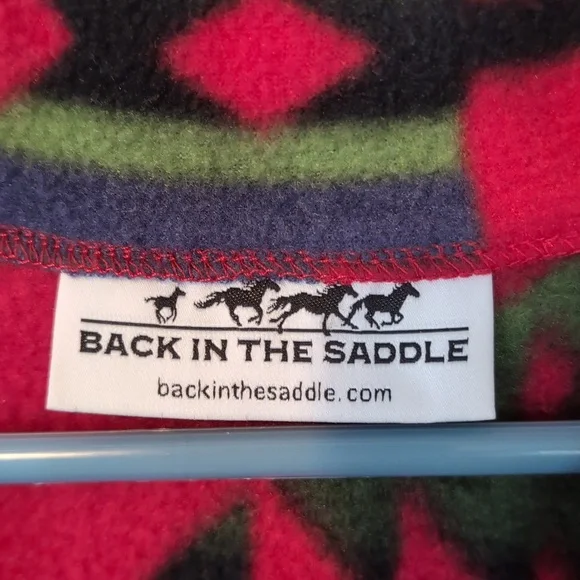 BACK IN THE SADDLE
backinthesaddle.com